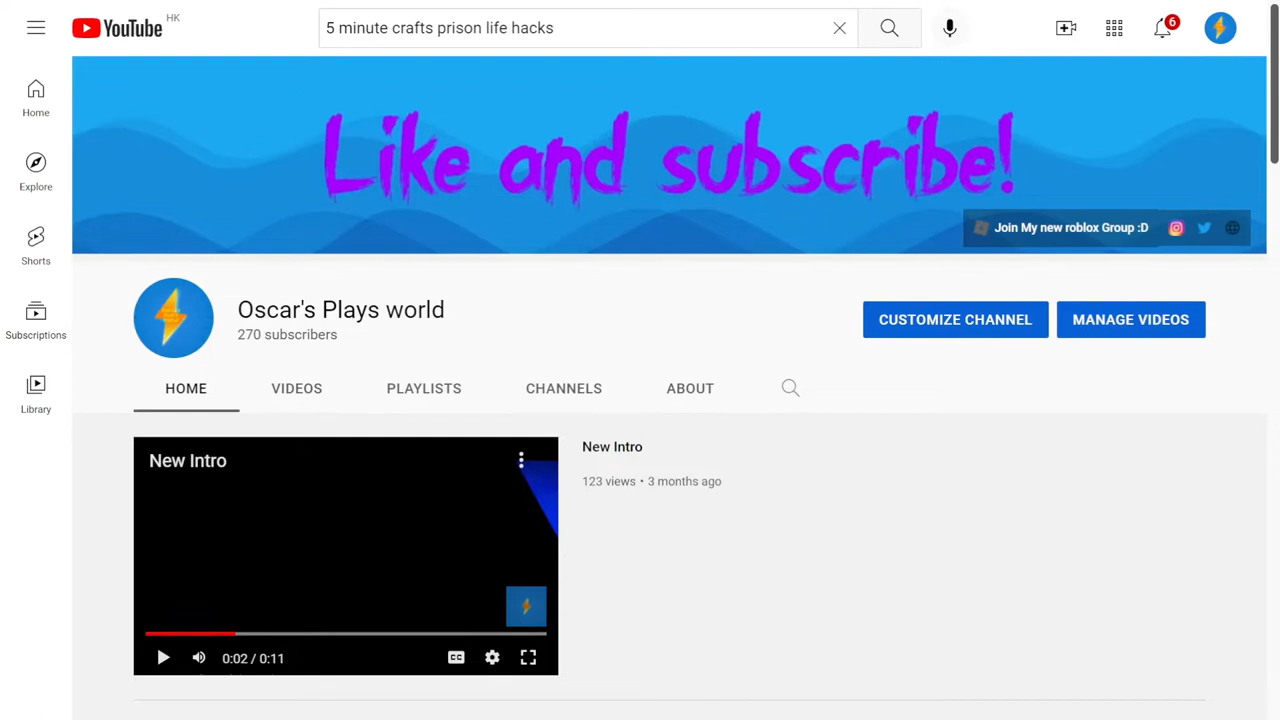 YouTube HK
5 minute crafts prison life hacks
6
Home
Explore
Shorts
Subscriptions
Library
Like and subscribe!
Join My new roblox Group :D
Oscar's Plays world
270 subscribers
CUSTOMIZE CHANNEL
MANAGE VIDEOS
HOME
VIDEOS
PLAYLISTS
CHANNELS
ABOUT
New Intro
0:02 / 0:11
CC
New Intro
123 views • 3 months ago